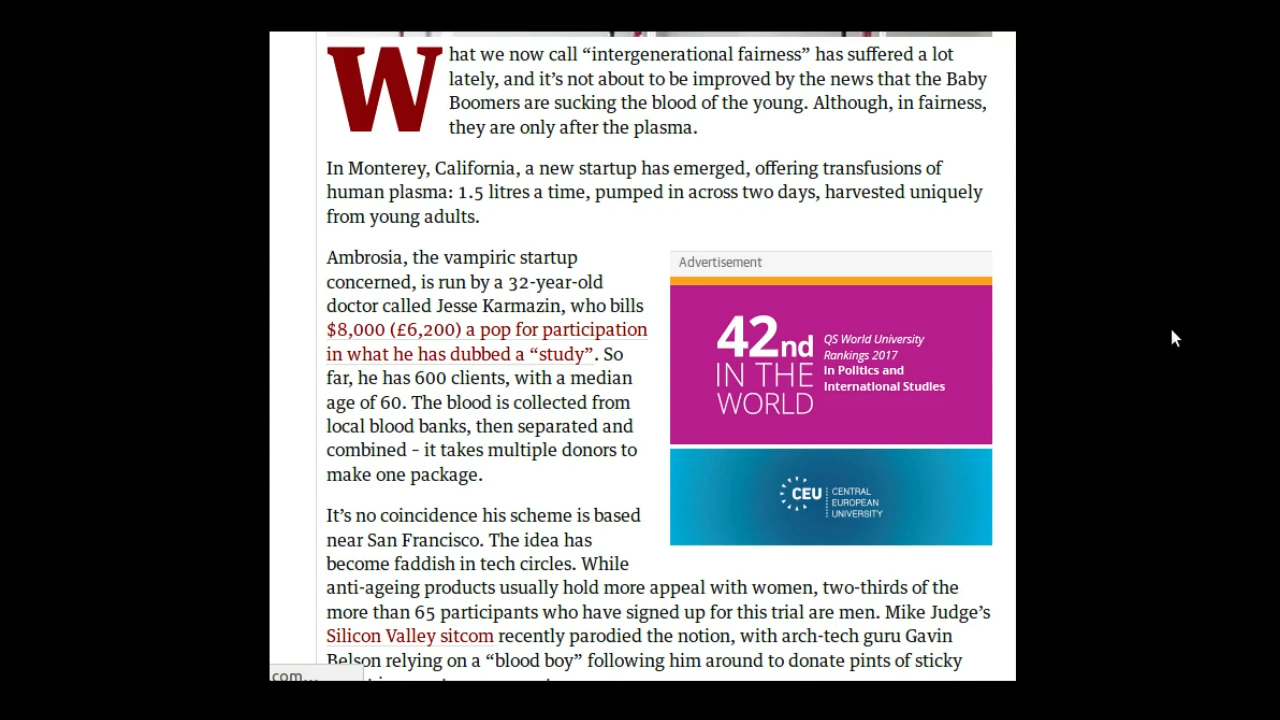 What we now call “intergenerational fairness” has suffered a lot
lately, and it’s not about to be improved by the news that the Baby
Boomers are sucking the blood of the young. Although, in fairness,
they are only after the plasma.
In Monterey, California, a new startup has emerged, offering transfusions of
human plasma: 1.5 litres a time, pumped in across two days, harvested uniquely
from young adults.
Ambrosia, the vampiric startup
concerned, is run by a 32-year-old
doctor called Jesse Karmazin, who bills
$8,000 (£6,200) a pop for participation
in what he has dubbed a “study”. So
far, he has 600 clients, with a median
age of 60. The blood is collected from
local blood banks, then separated and
combined – it takes multiple donors to
make one package.
Advertisement
42nd
IN THE
WORLD
QS World University
Rankings 2017
In Politics and
International Studies
CEU
CENTRAL
EUROPEAN
UNIVERSITY
It’s no coincidence his scheme is based
near San Francisco. The idea has
become faddish in tech circles. While
anti-ageing products usually hold more appeal with women, two-thirds of the
more than 65 participants who have signed up for this trial are men. Mike Judge’s
Silicon Valley sitcom recently parodied the notion, with arch-tech guru Gavin
Belson relying on a “blood boy” following him around to donate pints of sticky
com...